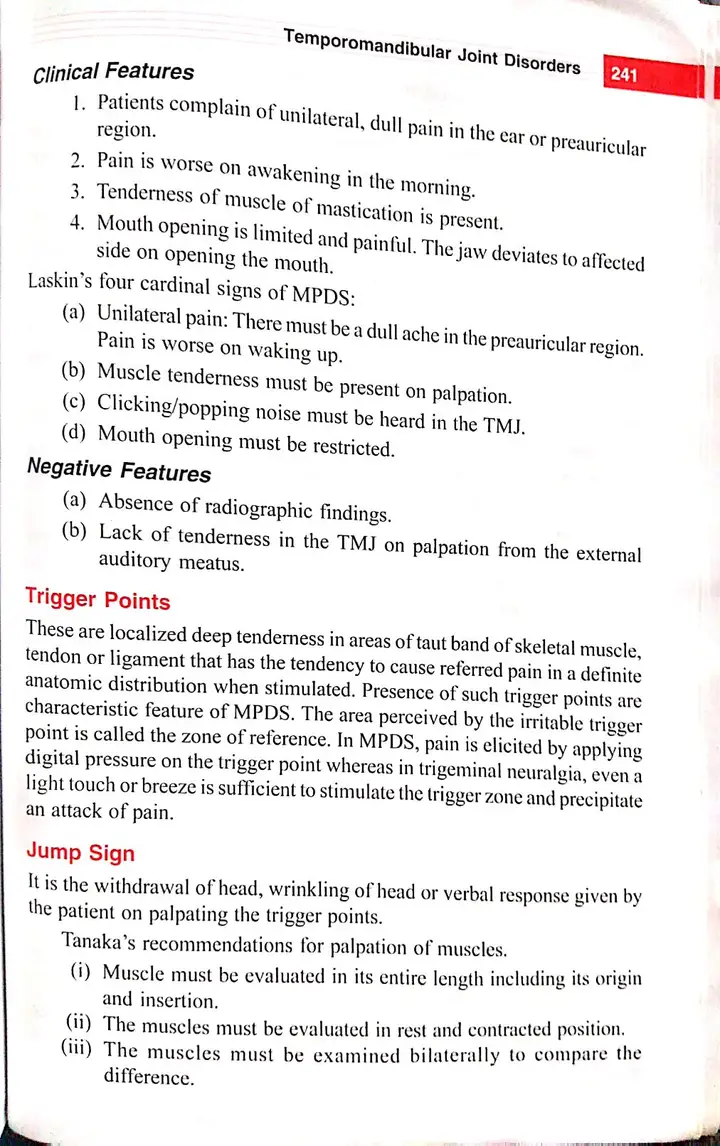 Temporomandibular Joint Disorders 241
Clinical Features
1. Patients complain of unilateral, dull pain in the ear or preauricular
region.
2. Pain is worse on awakening in the morning.
3. Tenderness of muscle of mastication is present.
4. Mouth opening is limited and painful. The jaw deviates to affected
side on opening the mouth.
Laskin's four cardinal signs of MPDS:
(a) Unilateral pain: There must be a dull ache in the preauricular region.
Pain is worse on waking up.
(b) Muscle tenderness must be present on palpation.
(c) Clicking/popping noise must be heard in the TMJ.
(d) Mouth opening must be restricted.
Negative Features
(a) Absence of radiographic findings.
(b) Lack of tenderness in the TMJ on palpation from the external
auditory meatus.
Trigger Points
These are localized deep tenderness in areas of taut band of skeletal muscle,
tendon or ligament that has the tendency to cause referred pain in a definite
anatomic distribution when stimulated. Presence of such trigger points are
characteristic feature of MPDS. The area perceived by the irritable trigger
point is called the zone of reference. In MPDS, pain is elicited by applying
digital pressure on the trigger point whereas in trigeminal neuralgia, even a
light touch or breeze is sufficient to stimulate the trigger zone and precipitate
an attack of pain.
Jump Sign
It is the withdrawal of head, wrinkling of head or verbal response given by
the patient on palpating the trigger points.
Tanaka's recommendations for palpation of muscles.
(i) Muscle must be evaluated in its entire length including its origin
and insertion.
(ii) The muscles must be evaluated in rest and contracted position.
(iii) The muscles must be examined bilaterally to compare the
difference.